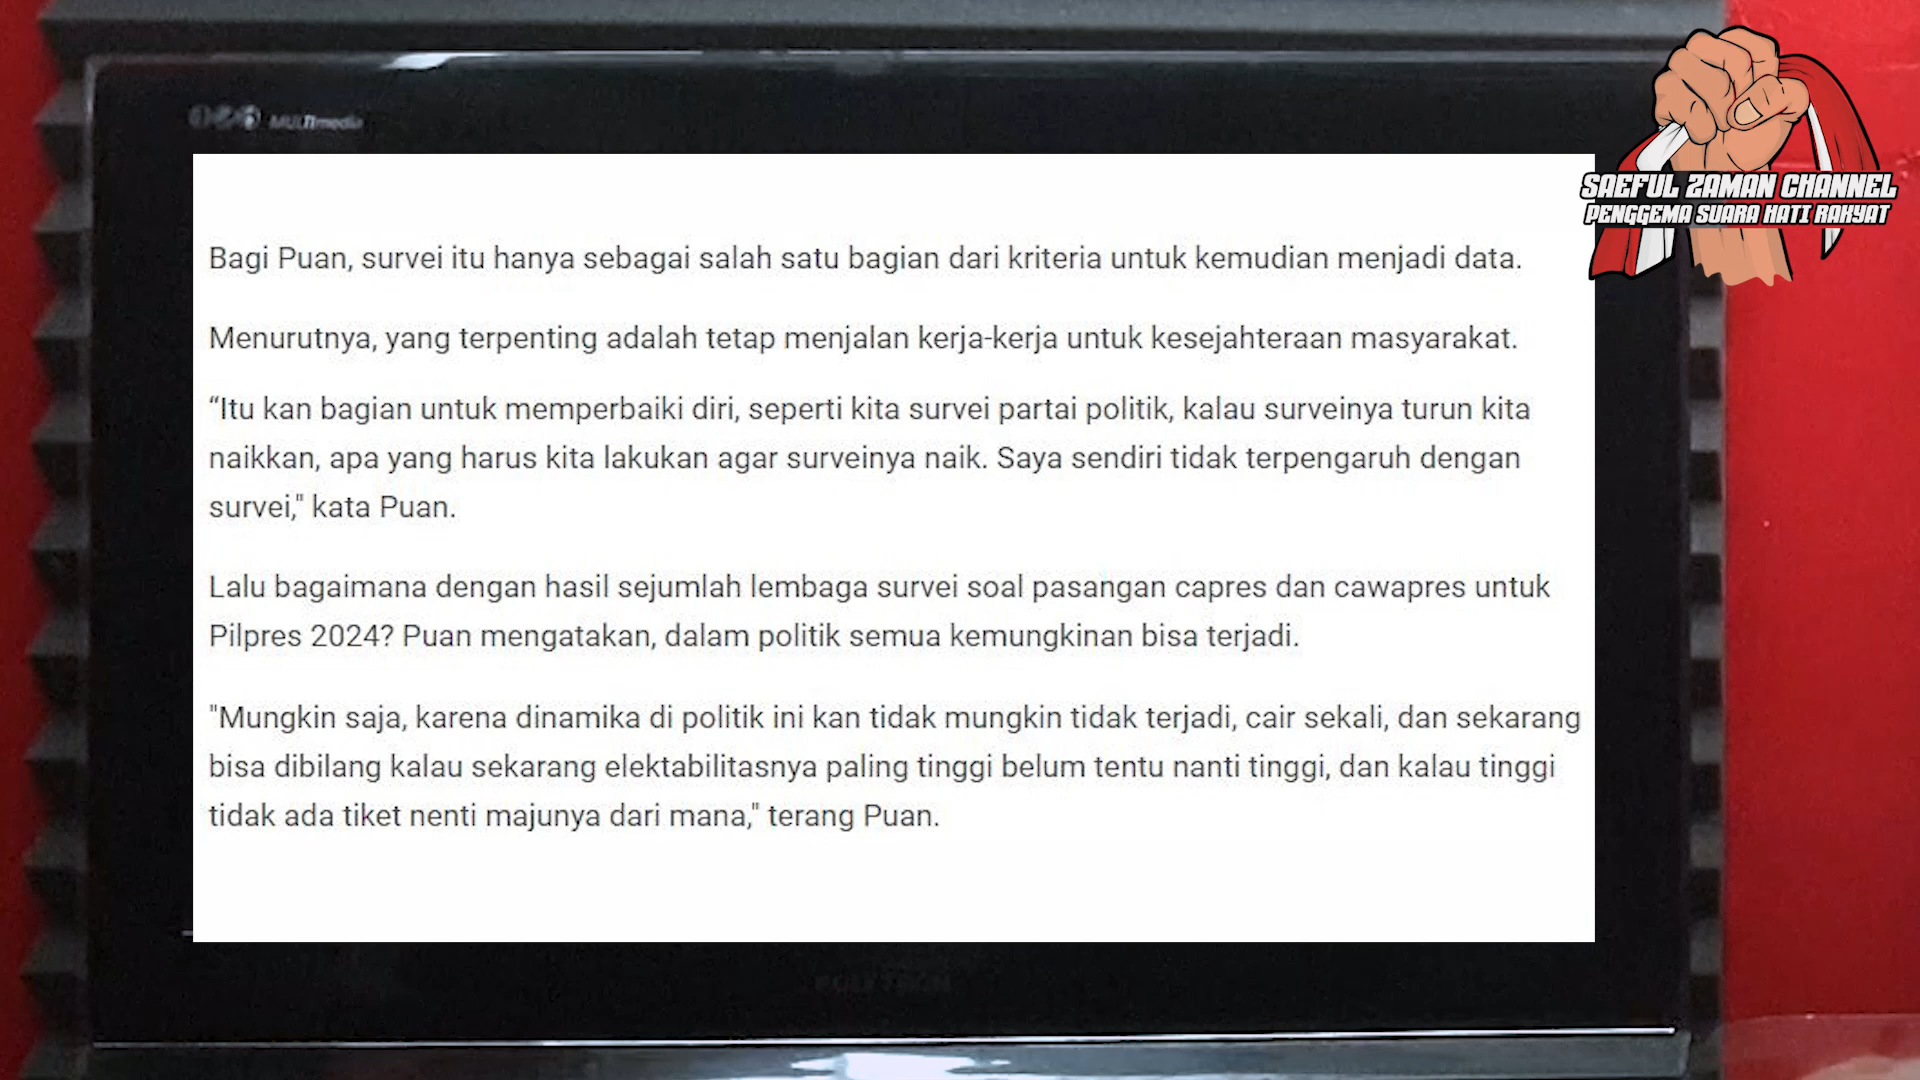 MULTImedia
SAEFUL ZAMAN CHANNEL
PENGGEMA SUARA HATI RAKYAT
Bagi Puan, survei itu hanya sebagai salah satu bagian dari kriteria untuk kemudian menjadi data.
Menurutnya, yang terpenting adalah tetap menjalan kerja-kerja untuk kesejahteraan masyarakat.
“Itu kan bagian untuk memperbaiki diri, seperti kita survei partai politik, kalau surveinya turun kita
naikkan, apa yang harus kita lakukan agar surveinya naik. Saya sendiri tidak terpengaruh dengan
survei," kata Puan.
Lalu bagaimana dengan hasil sejumlah lembaga survei soal pasangan capres dan cawapres untuk
Pilpres 2024? Puan mengatakan, dalam politik semua kemungkinan bisa terjadi.
"Mungkin saja, karena dinamika di politik ini kan tidak mungkin tidak terjadi, cair sekali, dan sekarang
bisa dibilang kalau sekarang elektabilitasnya paling tinggi belum tentu nanti tinggi, dan kalau tinggi
tidak ada tiket nenti majunya dari mana," terang Puan.